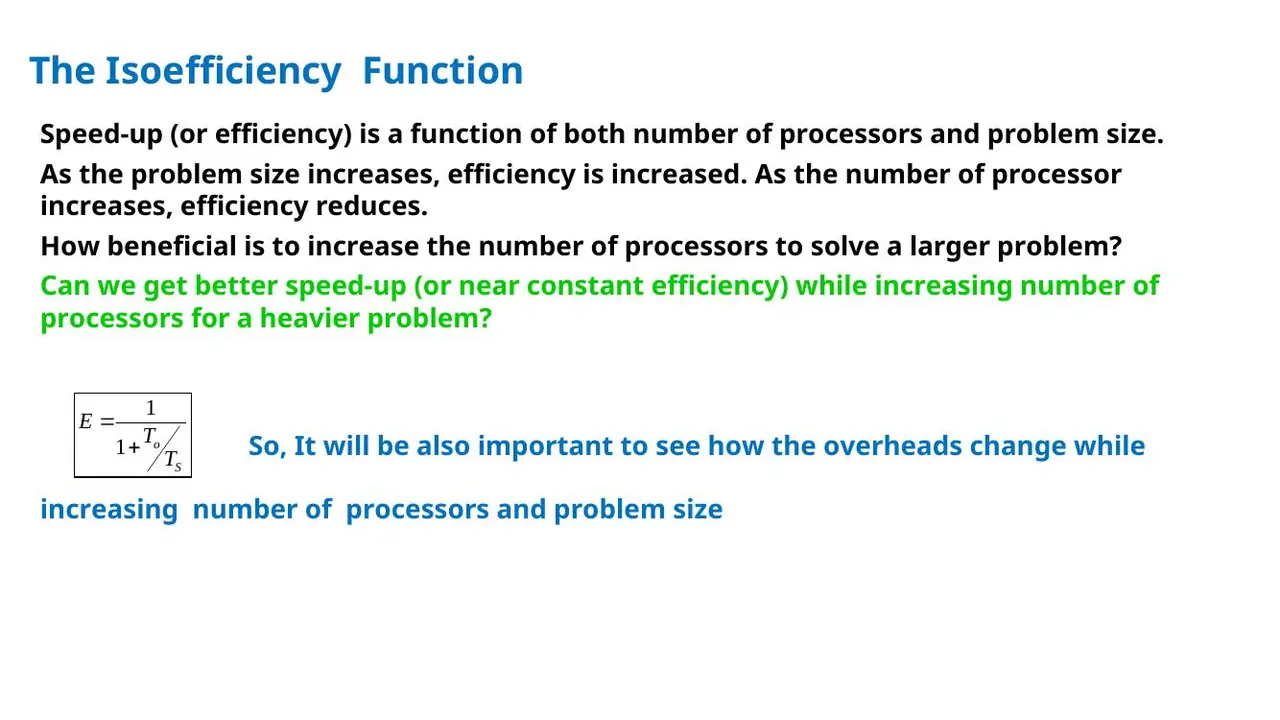 The Isoefficiency  Function
Speed-up (or efficiency) is a function of both number of processors and problem size.
As the problem size increases, efficiency is increased. As the number of processor
increases, efficiency reduces.
How beneficial is to increase the number of processors to solve a larger problem?
Can we get better speed-up (or near constant efficiency) while increasing number of
processors for a heavier problem?
E = 1 / (1 + To/TS)
So, It will be also important to see how the overheads change while
increasing  number of  processors and problem size